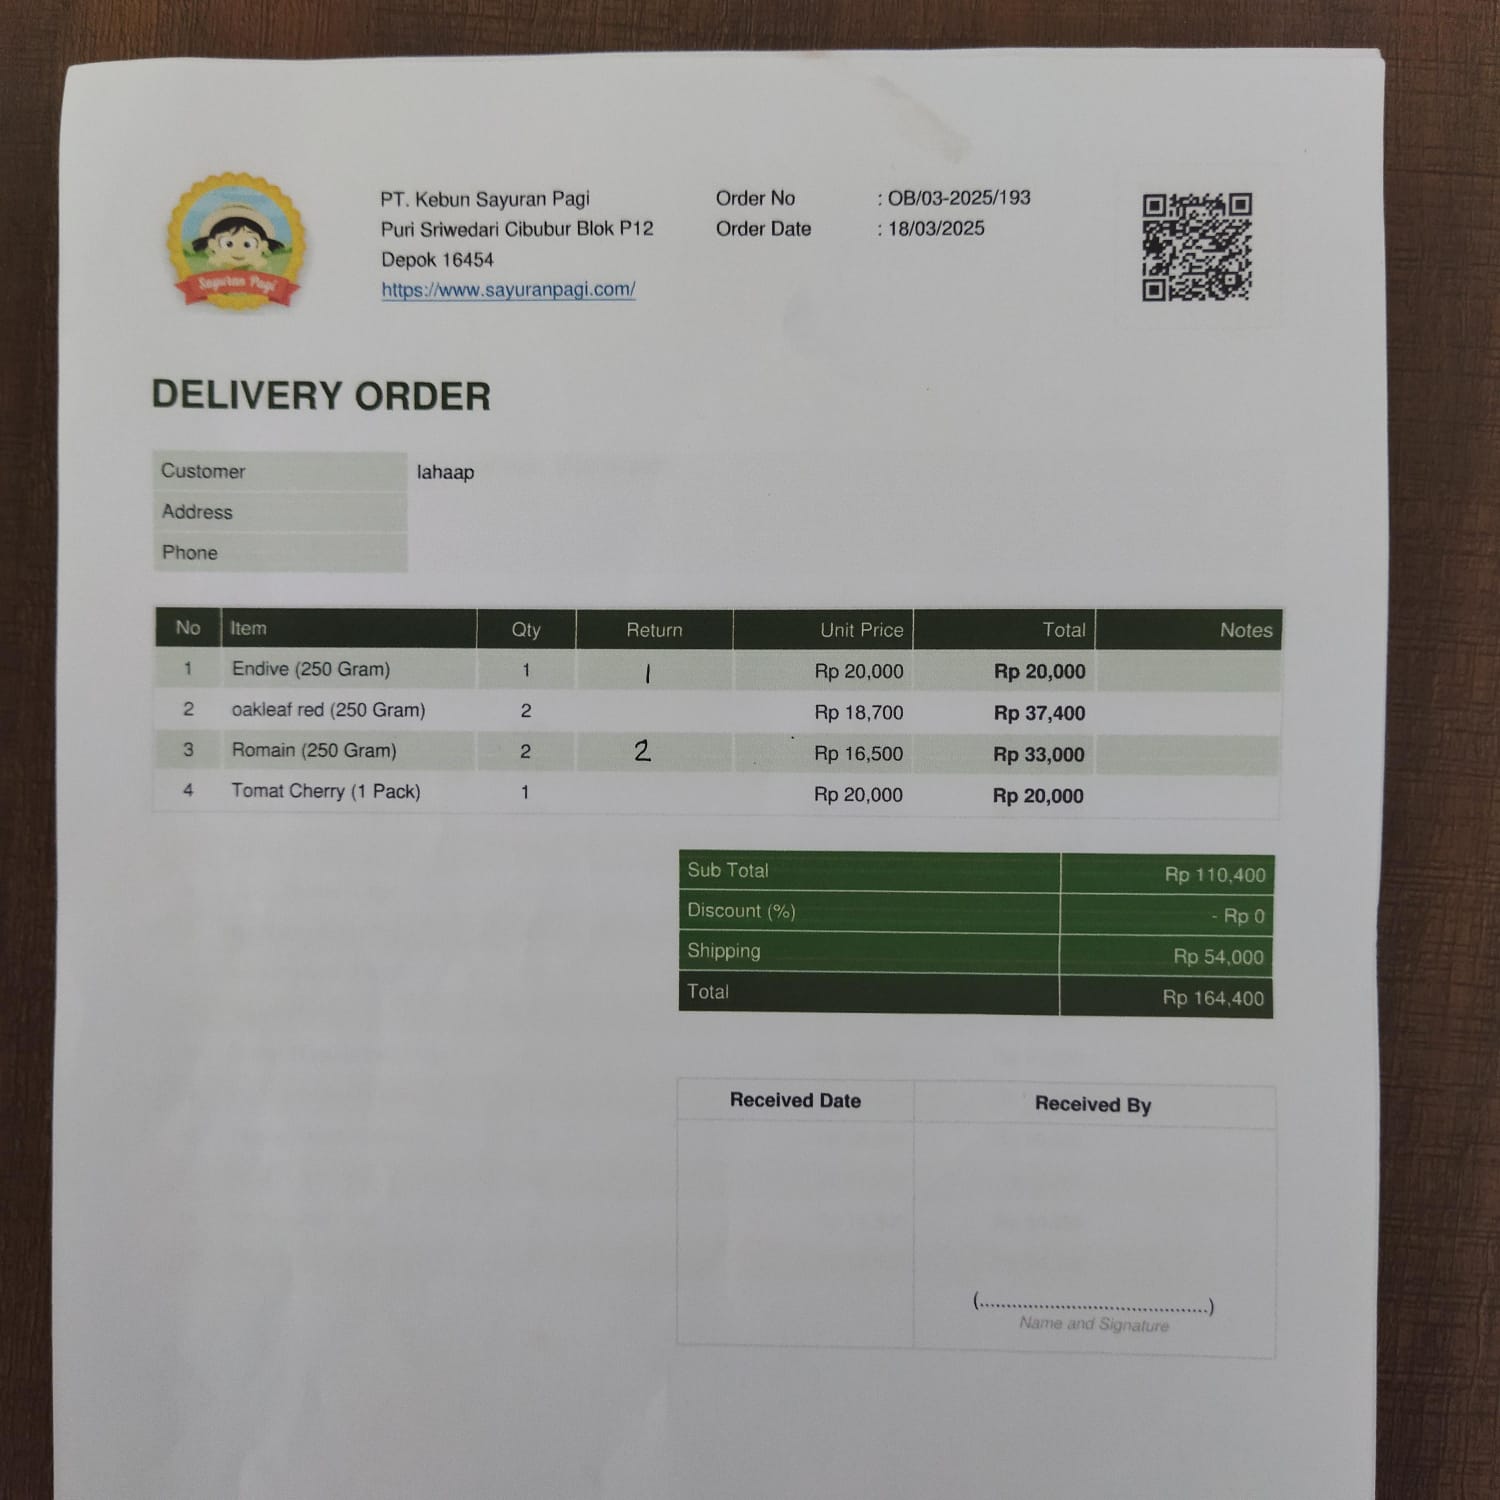 Sayuran Pagi
PT. Kebun Sayuran Pagi
Puri Sriwedari Cibubur Blok P12
Depok 16454
https://www.sayuranpagi.com/
Order No : OB/03-2025/193
Order Date : 18/03/2025
DELIVERY ORDER
Customer lahaap
Address
Phone
No Item Qty Return Unit Price Total Notes
1 Endive (250 Gram) 1 1 Rp 20,000 Rp 20,000
2 oakleaf red (250 Gram) 2 Rp 18,700 Rp 37,400
3 Romain (250 Gram) 2 2 Rp 16,500 Rp 33,000
4 Tomat Cherry (1 Pack) 1 Rp 20,000 Rp 20,000
Sub Total Rp 110,400
Discount (%) - Rp 0
Shipping Rp 54,000
Total Rp 164,400
Received Date Received By
(..........................................)
Name and Signature